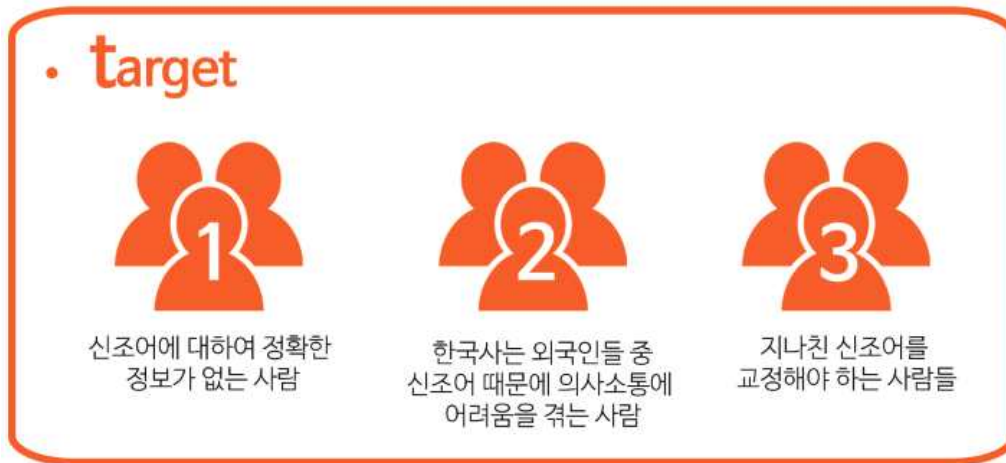 • target
1
2
3
신조어에 대하여 정확한
정보가 없는 사람
한국사는 외국인들 중
신조어 때문에 의사소통에
어려움을 겪는 사람
지나친 신조어를
교정해야 하는 사람들